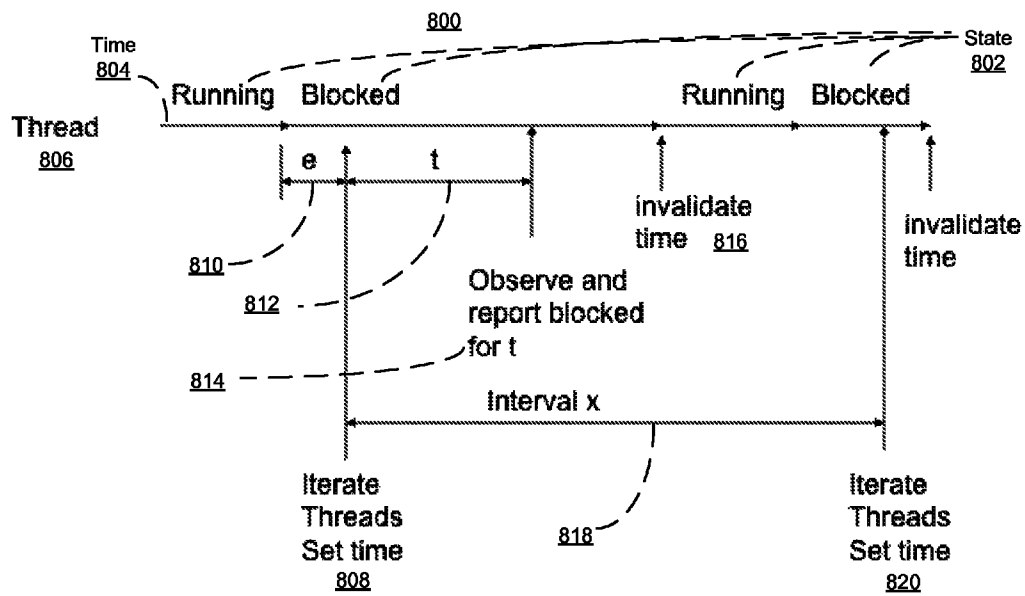 800
Time
804
State
802
Running
Blocked
Running
Blocked
Thread
806
e
t
invalidate
time 816
invalidate
time
810
812
Observe and
report blocked
for t
814
Interval x
Iterate
Threads
Set time
808
818
Iterate
Threads
Set time
820